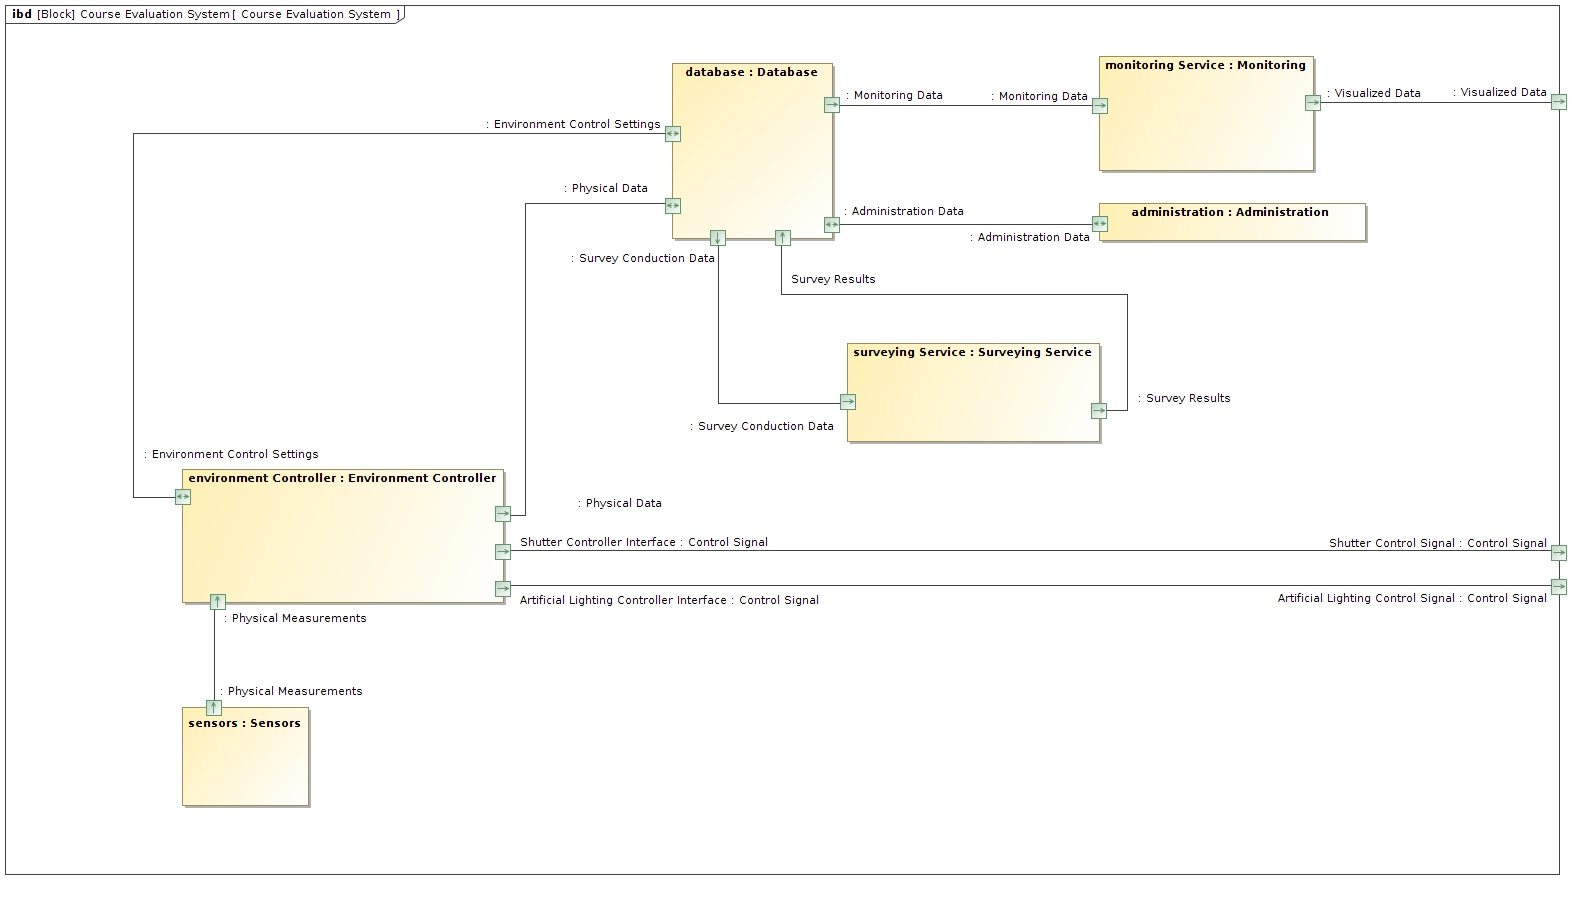 ibd [Block] Course Evaluation System[ Course Evaluation System ]
database : Database
monitoring Service : Monitoring
: Monitoring Data
: Monitoring Data
: Visualized Data
: Visualized Data
: Environment Control Settings
: Physical Data
: Administration Data
administration : Administration
: Administration Data
: Survey Conduction Data
Survey Results
surveying Service : Surveying Service
: Survey Results
: Survey Conduction Data
: Environment Control Settings
environment Controller : Environment Controller
: Physical Data
Shutter Controller Interface : Control Signal
Shutter Control Signal : Control Signal
Artificial Lighting Controller Interface : Control Signal
Artificial Lighting Control Signal : Control Signal
: Physical Measurements
: Physical Measurements
sensors : Sensors